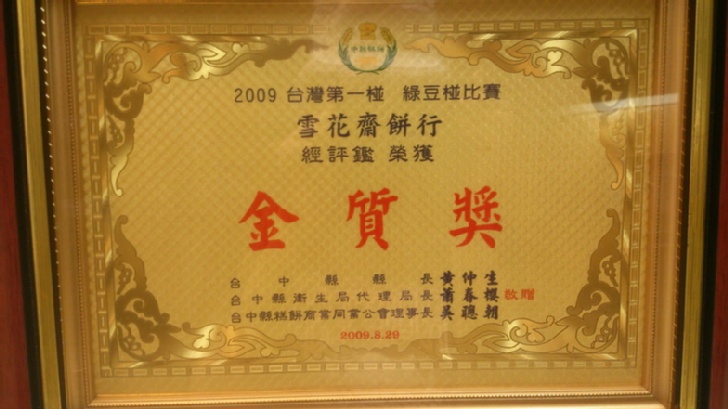 2009 台灣第一椪 綠豆椪比賽
雪花齋餅行
經評鑑 榮獲
金質獎
台中縣縣長 黃仲生
台中縣衛生局代理局長 蕭春櫻 敬贈
台中縣糕餅商業同業公會理事長 吳聰朝
2009.8.29